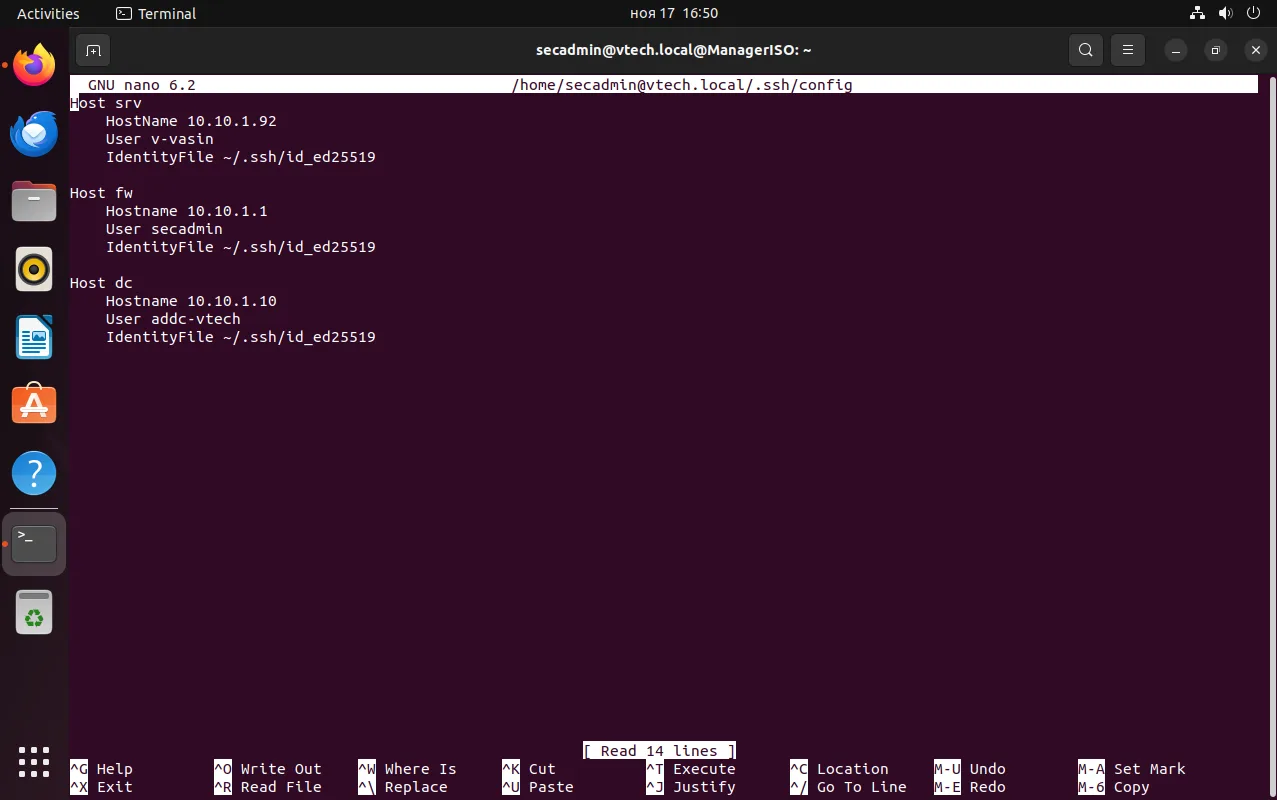 Activities Terminal ноя 17 16:50
secadmin@vtech.local@ManagerISO: ~
GNU nano 6.2 /home/secadmin@vtech.local/.ssh/config
Host srv
    HostName 10.10.1.92
    User v-vasin
    IdentityFile ~/.ssh/id_ed25519
Host fw
    Hostname 10.10.1.1
    User secadmin
    IdentityFile ~/.ssh/id_ed25519
Host dc
    Hostname 10.10.1.10
    User addc-vtech
    IdentityFile ~/.ssh/id_ed25519
[ Read 14 lines ]
^G Help ^O Write Out ^W Where Is ^K Cut ^T Execute ^C Location M-U Undo M-A Set Mark
^X Exit ^R Read File ^\ Replace ^U Paste ^J Justify ^/ Go To Line M-E Redo M-6 Copy